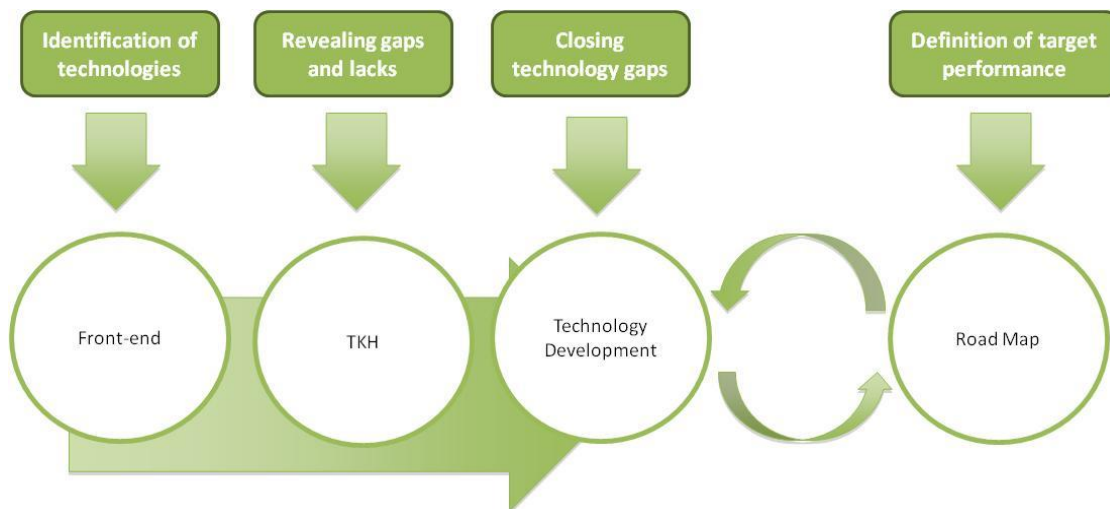 Identification of
technologies
Revealing gaps
and lacks
Closing
technology gaps
Definition of target
performance
Front-end
TKH
Technology
Development
Road Map